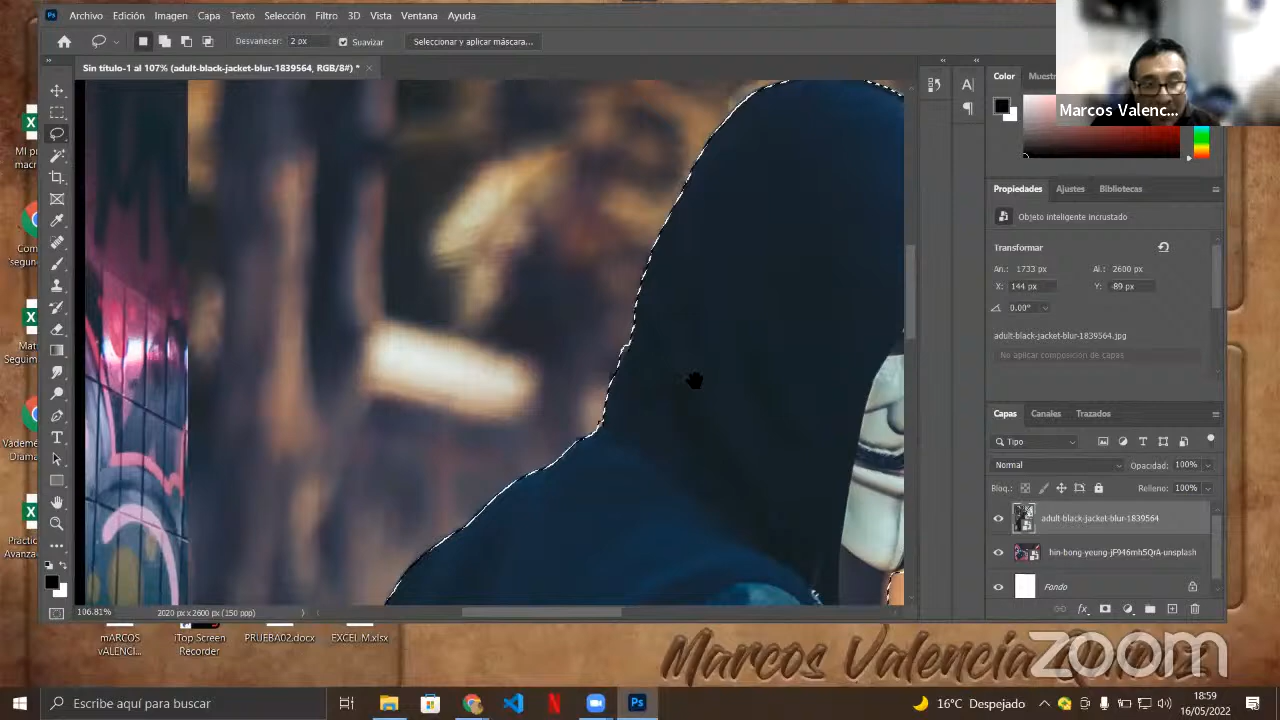 Ps Archivo Edición Imagen Capa Texto Selección Filtro 3D Vista Ventana Ayuda
Desvanecer: 2 px Suavizar Seleccionar y aplicar máscara...
Sin título-1 al 107% (adult-black-jacket-blur-1839564, RGB/8#) * ×
Color
Marcos Valenc...
Propiedades Ajustes Bibliotecas
Objeto inteligente incrustado
Transformar
An.: 1733 px Al.: 2600 px
X: 144 px Y: -89 px
0.00°
adult-black-jacket-blur-1839564.jpg
No aplicar composición de capas
Capas Canales Trazados
Tipo
Normal Opacidad: 100%
Bloq.: Relleno: 100%
adult-black-jacket-blur-1839564
hin-bong-yeung-jF946mh5QrA-unsplash
Fondo
106.81% 2020 px x 2600 px (150 ppp)
mARCOS
vALENCI...
iTop Screen
Recorder
PRUEBA02.docx
EXCEL M.xlsx
Marcos Valencia
zoom
Escribe aquí para buscar
16°C Despejado
18:59
16/05/2022